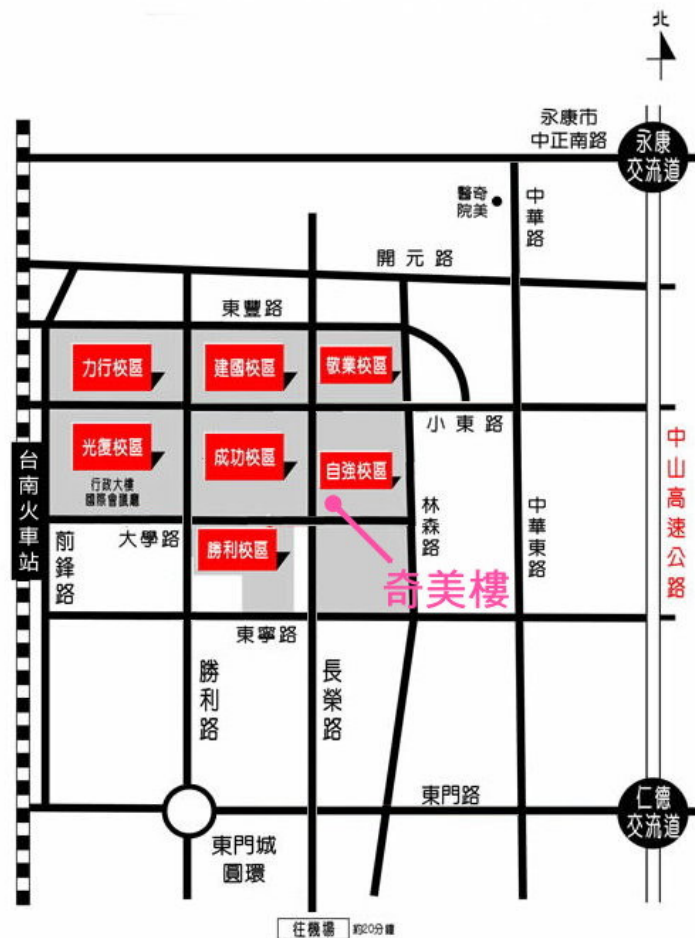 北
永康市
中正南路
永康
交流道
醫奇
院美
中華路
開元路
東豐路
力行校區
建國校區
敬業校區
小東路
光復校區
成功校區
自強校區
行政大樓
國際會議廳
台南火車站
中山高速公路
林森路
中華東路
大學路
前鋒路
勝利校區
奇美樓
東寧路
勝利路
長榮路
東門路
仁德
交流道
東門城
圓環
往機場 約20分鐘